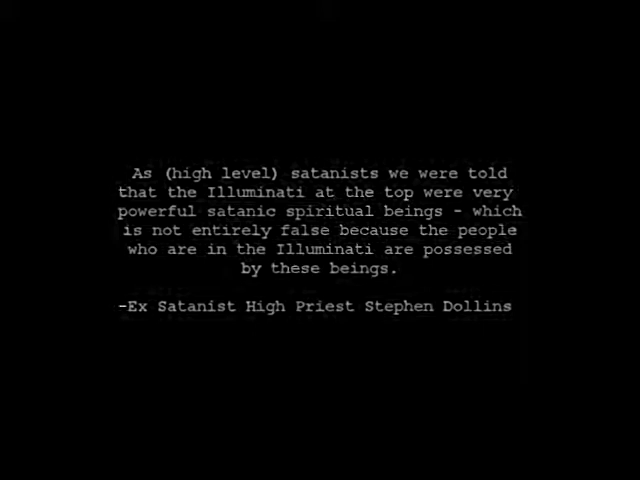 As (high level) satanists we were told
that the Illuminati at the top were very
powerful satanic spiritual beings - which
is not entirely false because the people
who are in the Illuminati are possessed
by these beings.
-Ex Satanist High Priest Stephen Dollins